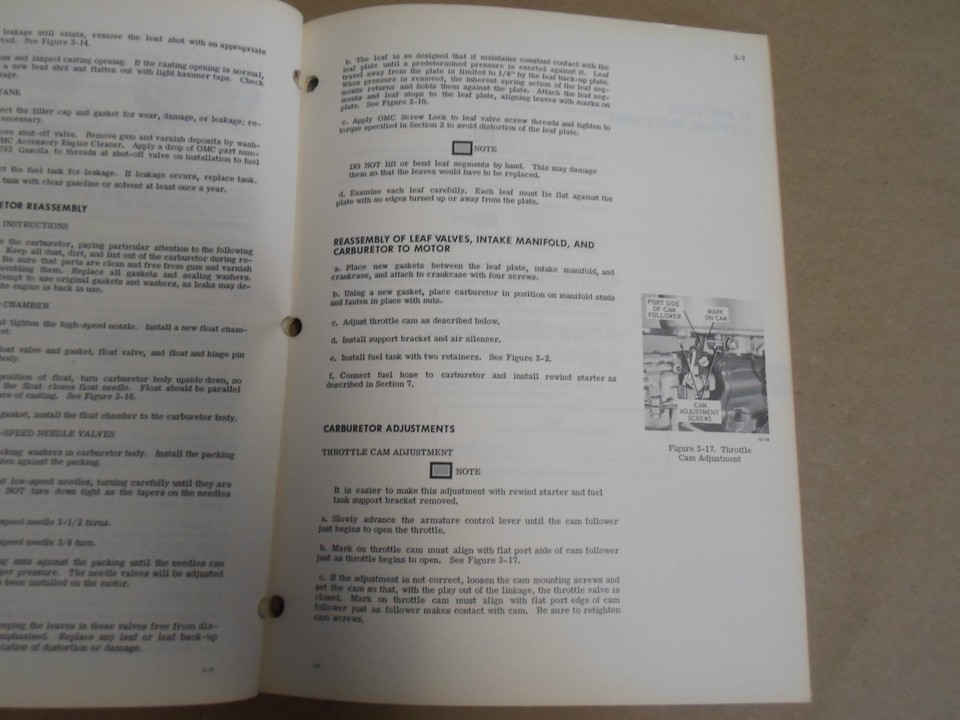 leakage still exists, remove the lead shot with an appropriate
tool. See Figure 3-14.
and inspect casting opening. If the casting opening is normal,
a new lead shot and flatten out with light hammer taps. Check
TANK
the filler cap and gasket for wear, damage, or leakage, re-
necessary.
shut-off valve. Remove gum and varnish deposits by wash-
Accessory Engine Cleaner. Apply a drop of OMC part num-
Gasoila to threads at shut-off valve on installation to fuel
the fuel tank for leakage. If leakage occurs, replace tank.
tank with clear gasoline or solvent at least once a year.
ETOR REASSEMBLY
INSTRUCTIONS
the carburetor, paying particular attention to the following
Keep all dust, dirt, and lint out of the carburetor during re-
Be sure that parts are clean and free from gum and varnish
sembling them. Replace all gaskets and sealing washers.
tempt to use original gaskets and washers, as leaks may de-
the engine is back in use.
CHAMBER
tighten the high-speed nozzle. Install a new float cham-
float valve and gasket, float valve, and float and hinge pin
body.
position of float, turn carburetor body upside down, so
the float closes float needle. Float should be parallel
ace of casting. See Figure 3-16.
gasket, install the float chamber to the carburetor body.
-SPEED NEEDLE VALVES
cking washers in carburetor body. Install the packing
against the packing.
low-speed needles, turning carefully until they are
NOT turn down tight as the tapers on the needles
speed needle 1-1/2 turns.
speed needle 3/4 turn.
nuts against the packing until the needles can
ger pressure. The needle valves will be adjusted
been installed on the motor.
eeping the leaves in these valves free from dis-
mphasized. Replace any leaf or leaf back-up
cation of distortion or damage.
3-7
b. The leaf is so designed that it maintains constant contact with the
leaf plate until a predetermined pressure is exerted against it. Leaf
travel away from the plate is limited to 1/4" by the leaf back-up plate.
When pressure is removed, the inherent spring action of the leaf seg-
ments returns and holds them against the plate. Attach the leaf seg-
ments and leaf stops to the leaf plate, aligning leaves with marks on
plate. See Figure 3-10.
c. Apply OMC Screw Lock to leaf valve screw threads and tighten to
torque specified in Section 2 to avoid distortion of the leaf plate.
NOTE
DO NOT lift or bend leaf segments by hand. This may damage
them so that the leaves would have to be replaced.
d. Examine each leaf carefully. Each leaf must lie flat against the
plate with no edges turned up or away from the plate.
REASSEMBLY OF LEAF VALVES, INTAKE MANIFOLD, AND
CARBURETOR TO MOTOR
a. Place new gaskets between the leaf plate, intake manifold, and
crankcase, and attach to crankcase with four screws.
b. Using a new gasket, place carburetor in position on manifold studs
and fasten in place with nuts.
c. Adjust throttle cam as described below.
d. Install support bracket and air silencer.
e. Install fuel tank with two retainers. See Figure 3-2.
f. Connect fuel hose to carburetor and install rewind starter as
described in Section 7.
CARBURETOR ADJUSTMENTS
THROTTLE CAM ADJUSTMENT
NOTE
It is easier to make this adjustment with rewind starter and fuel
tank support bracket removed.
a. Slowly advance the armature control lever until the cam follower
just begins to open the throttle.
b. Mark on throttle cam must align with flat port side of cam follower
just as throttle begins to open. See Figure 3-17.
c. If the adjustment is not correct, loosen the cam mounting screws and
set the cam so that, with the play out of the linkage, the throttle valve is
closed. Mark on throttle cam must align with flat port edge of cam
follower just as follower makes contact with cam. Be sure to retighten
cam screws.
PORT SIDE
OF CAM
FOLLOWER
MARK
ON CAM
CAM
ADJUSTMENT
SCREWS
Figure 3-17. Throttle
Cam Adjustment